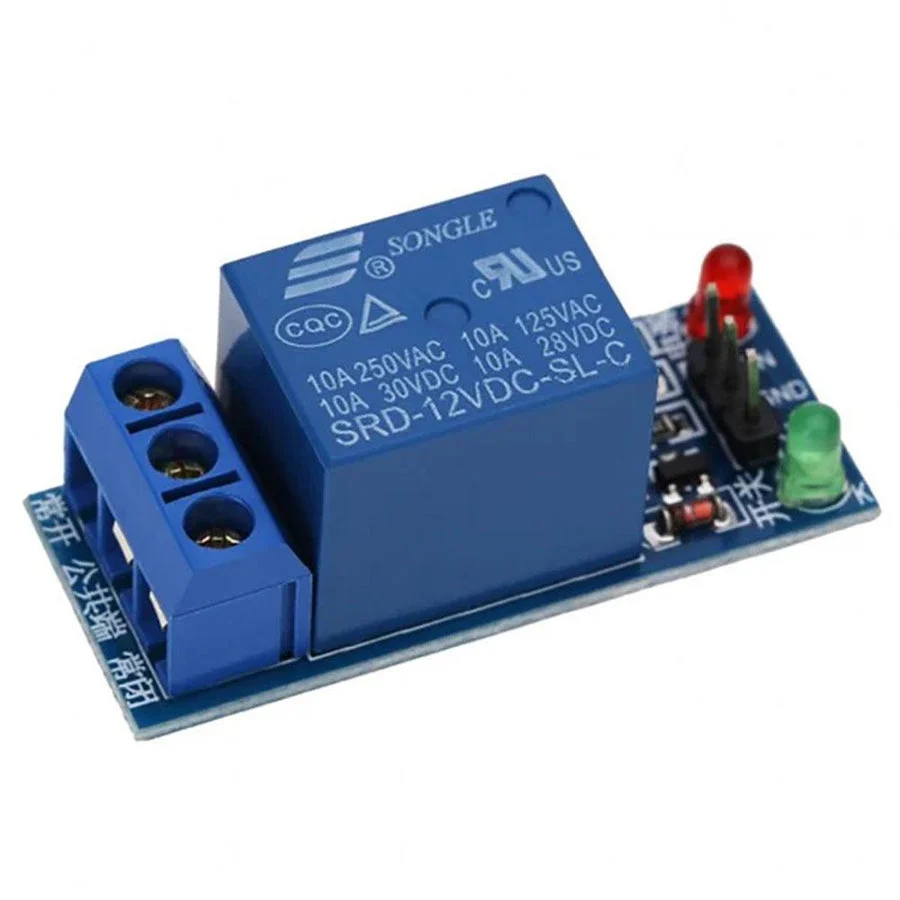 SONGLE
®
CQC
C UL US
10A 250VAC 10A 125VAC
10A 30VDC 10A 28VDC
SRD-12VDC-SL-C
常开 公共端 常闭
开关
K